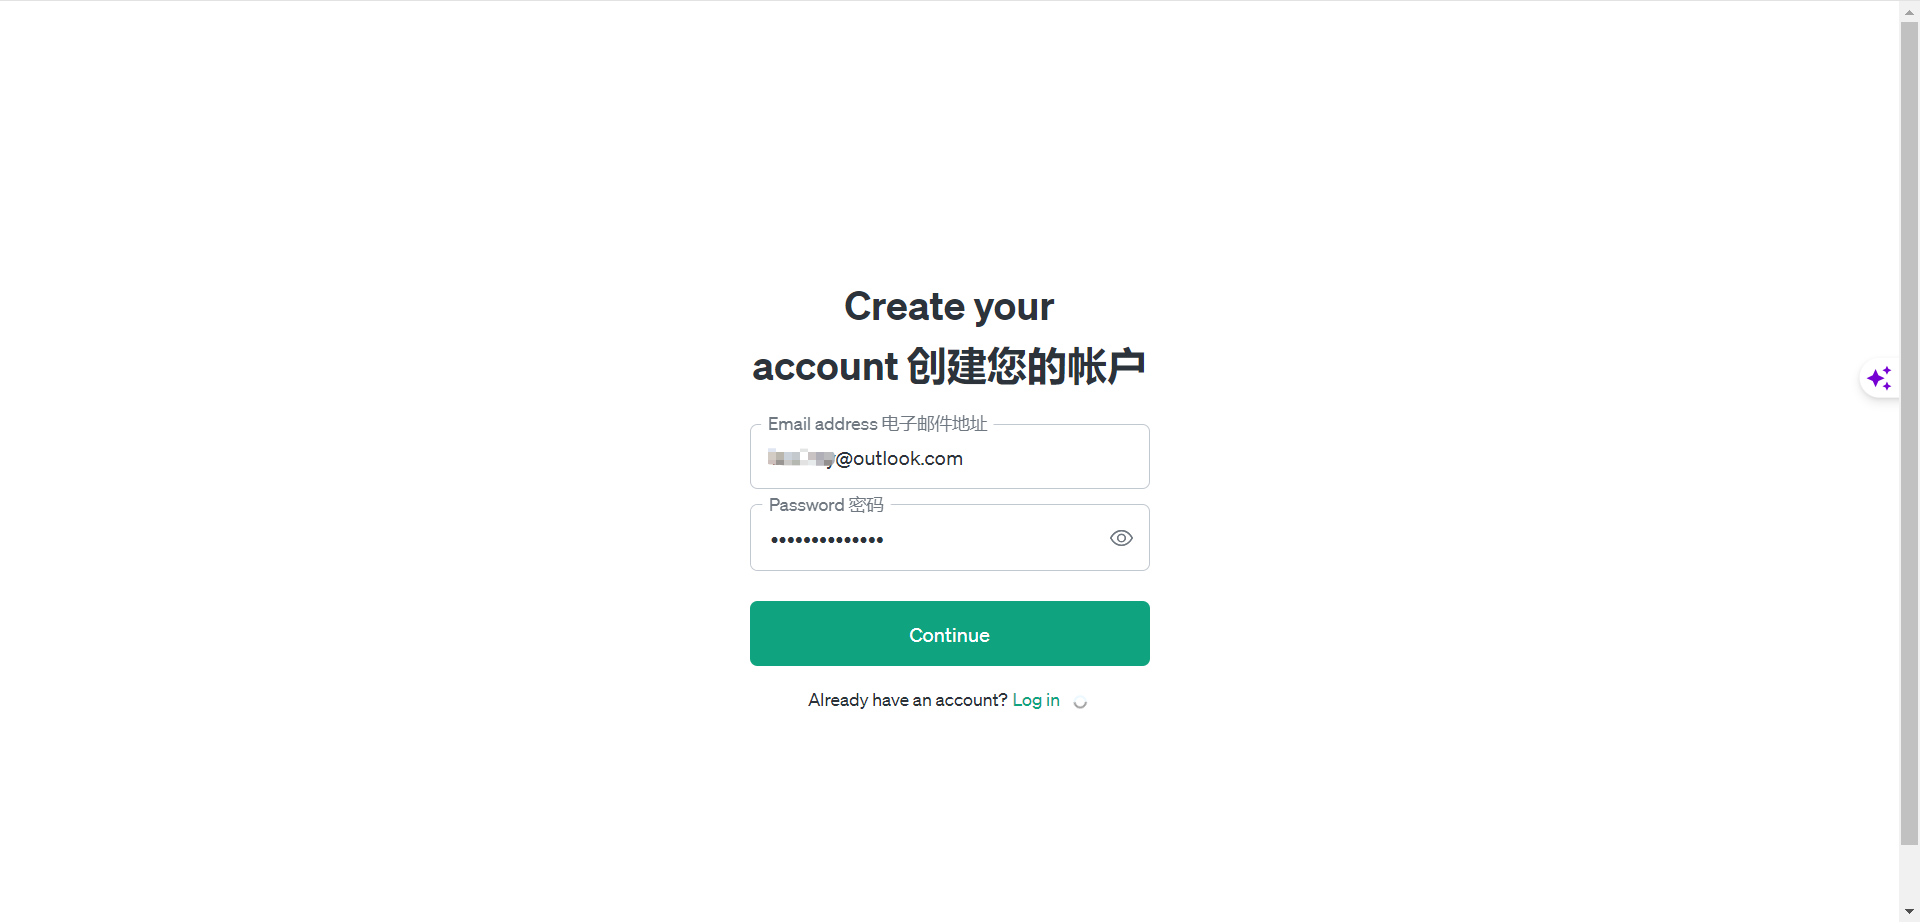 Create your
account 创建您的帐户
Email address 电子邮件地址
@outlook.com
Password 密码
Continue
Already have an account? Log in